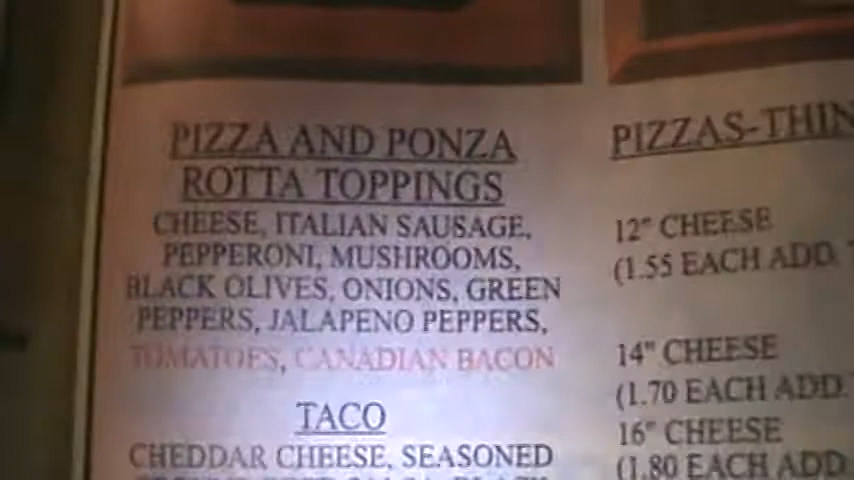 PIZZA AND PONZA
ROTTA TOPPINGS
CHEESE, ITALIAN SAUSAGE,
PEPPERONI, MUSHROOMS,
BLACK OLIVES, ONIONS, GREEN
PEPPERS, JALAPENO PEPPERS,
TOMATOES, CANADIAN BACON
TACO
CHEDDAR CHEESE, SEASONED
PIZZAS-THIN
12" CHEESE
(1.55 EACH ADD.
14" CHEESE
(1.70 EACH ADD.
16" CHEESE
(1.80 EACH ADD